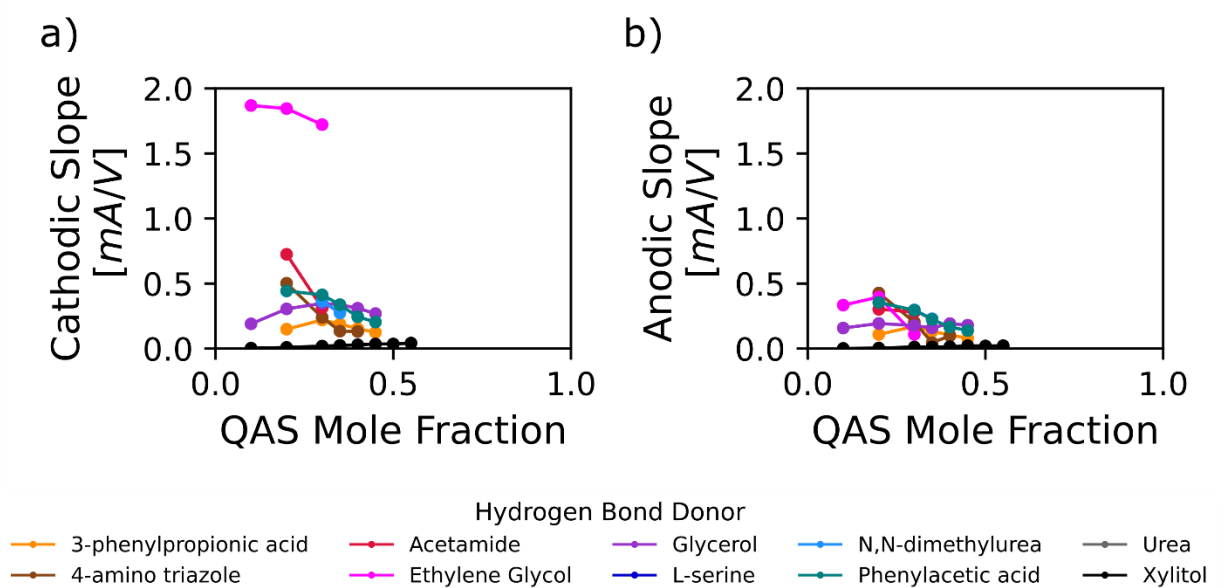 a)
Cathodic Slope
[mA/V]
2.0
1.5
1.0
0.5
0.0
0.0 0.5 1.0
QAS Mole Fraction
b)
Anodic Slope
[mA/V]
2.0
1.5
1.0
0.5
0.0
0.0 0.5 1.0
QAS Mole Fraction
Hydrogen Bond Donor
3-phenylpropionic acid Acetamide Glycerol N,N-dimethylurea Urea
4-amino triazole Ethylene Glycol L-serine Phenylacetic acid Xylitol